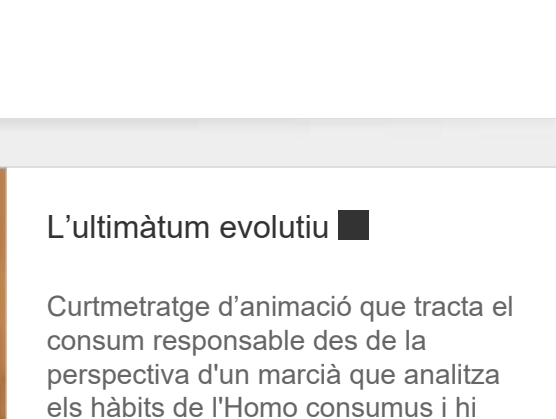 L’ultimàtum evolutiu
Curtmetratge d’animació que tracta el
consum responsable des de la
perspectiva d'un marcià que analitza
els hàbits de l'Homo consumus i hi